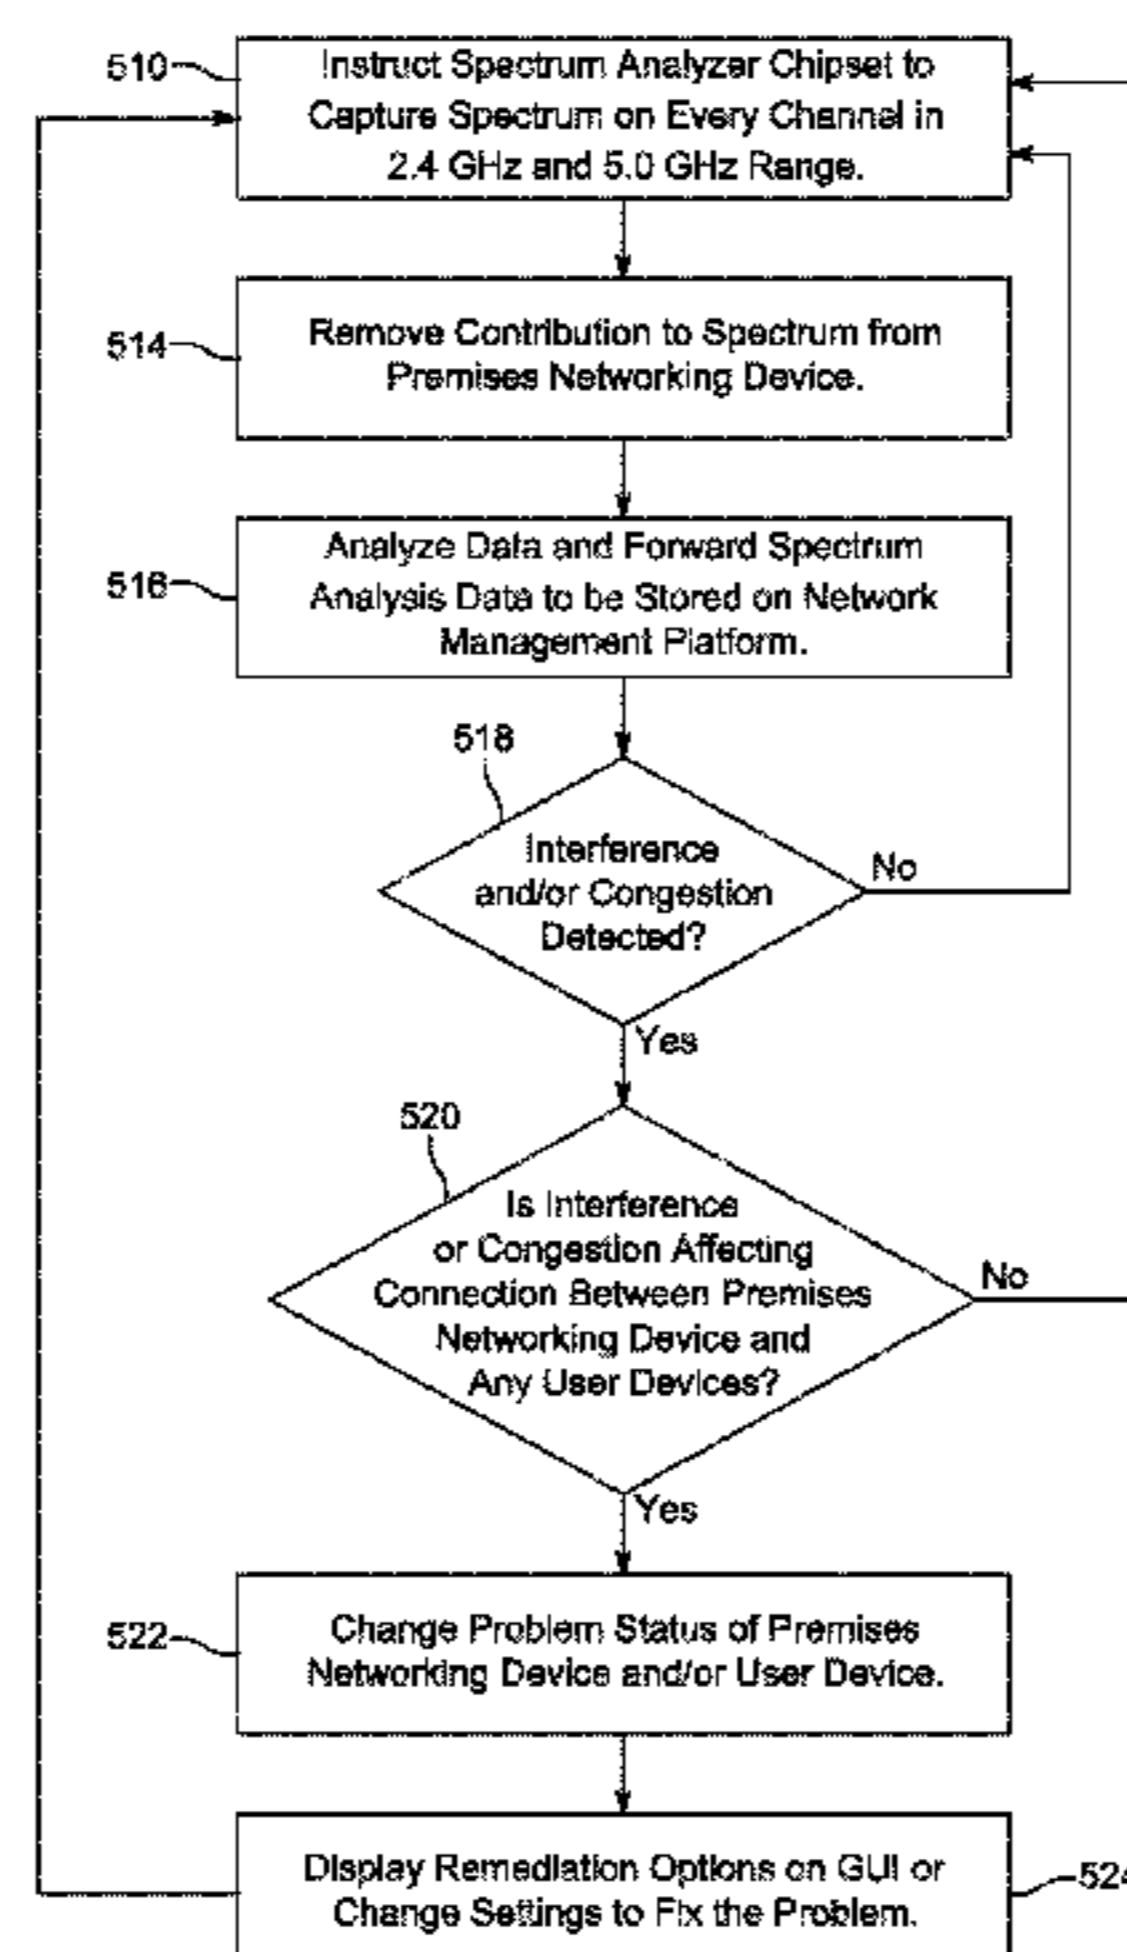 510
Instruct Spectrum Analyzer Chipset to
Capture Spectrum on Every Channel in
2.4 GHz and 5.0 GHz Range.
514
Remove Contribution to Spectrum from
Premises Networking Device.
516
Analyze Data and Forward Spectrum
Analysis Data to be Stored on Network
Management Platform.
518
Interference
and/or Congestion
Detected?
No
Yes
520
Is Interference
or Congestion Affecting
Connection Between Premises
Networking Device and
Any User Devices?
No
Yes
522
Change Problem Status of Premises
Networking Device and/or User Device.
524
Display Remediation Options on GUI or
Change Settings to Fix the Problem.